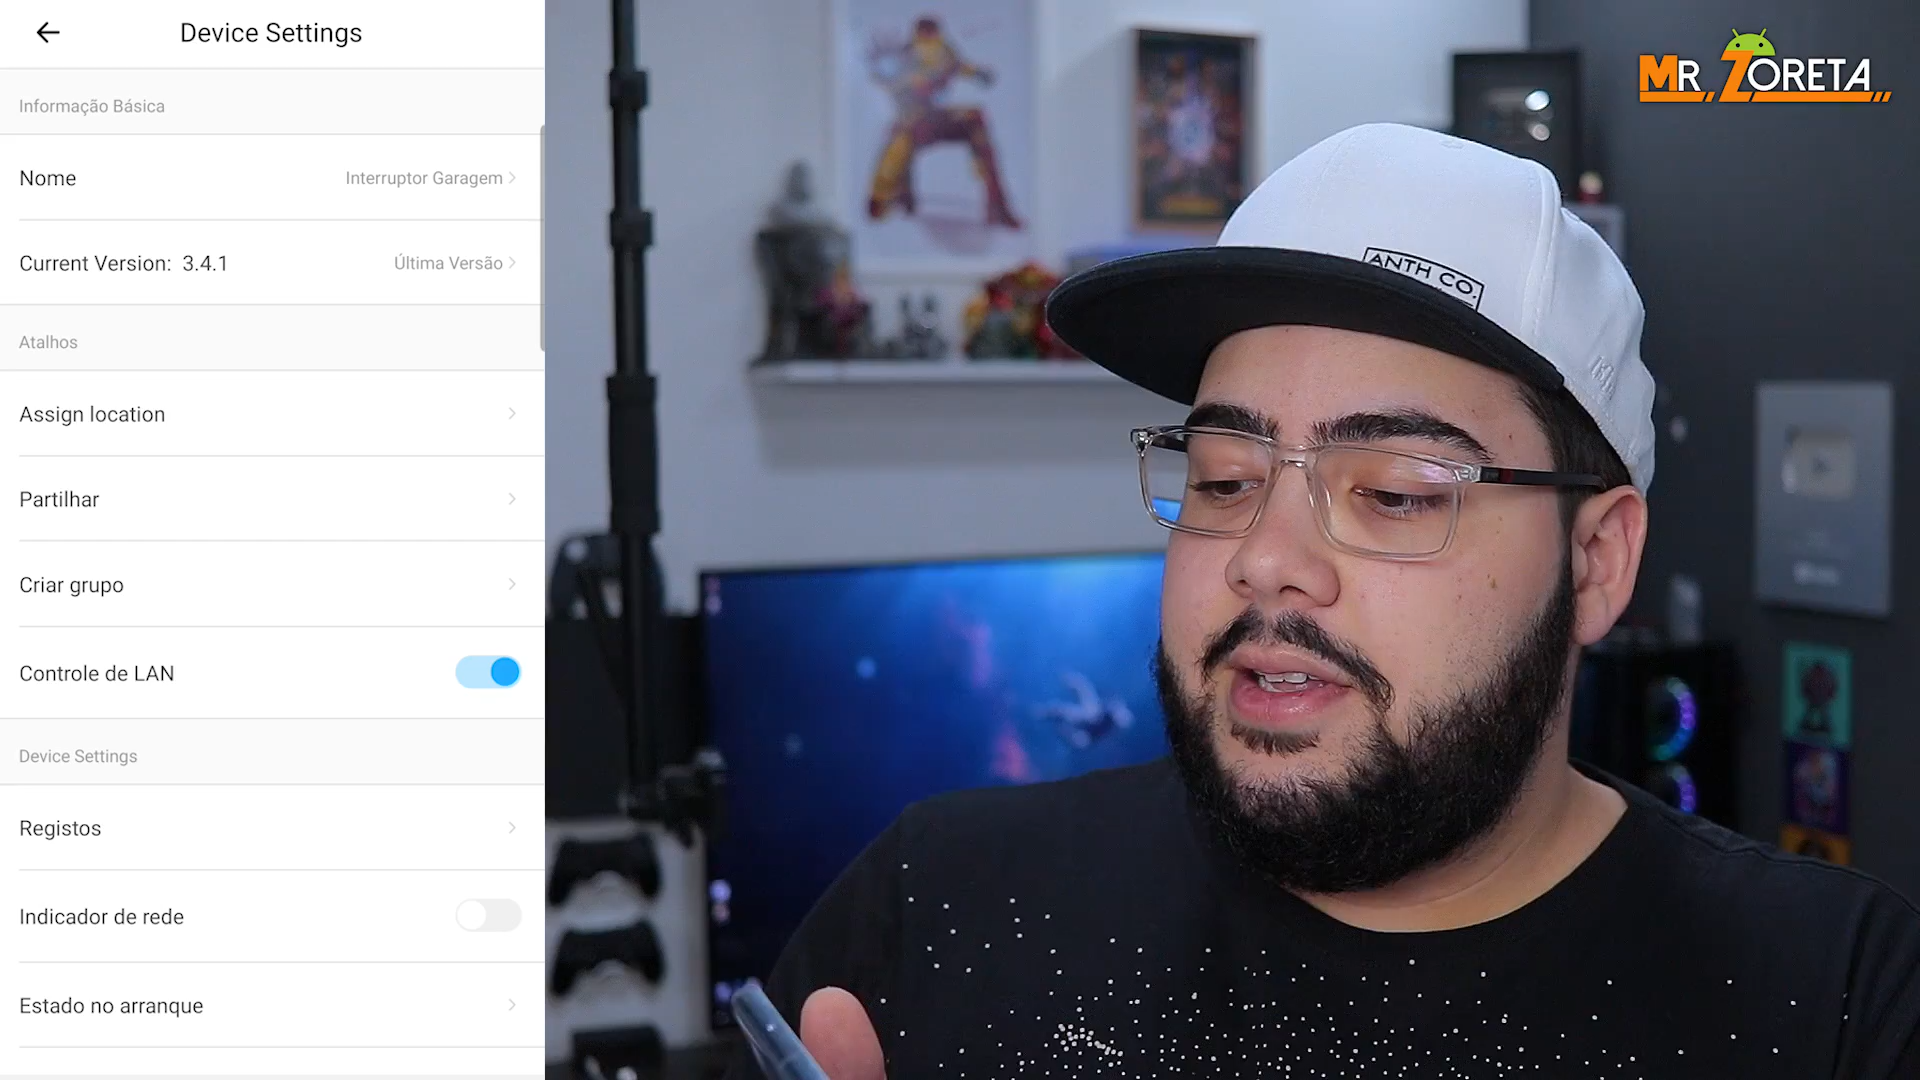 Device Settings
Informação Básica
Nome
Interruptor Garagem
Current Version: 3.4.1
Última Versão
Atalhos
Assign location
Partilhar
Criar grupo
Controle de LAN
Device Settings
Registos
Indicador de rede
Estado no arranque
MR. ZORETA
ANTH CO.